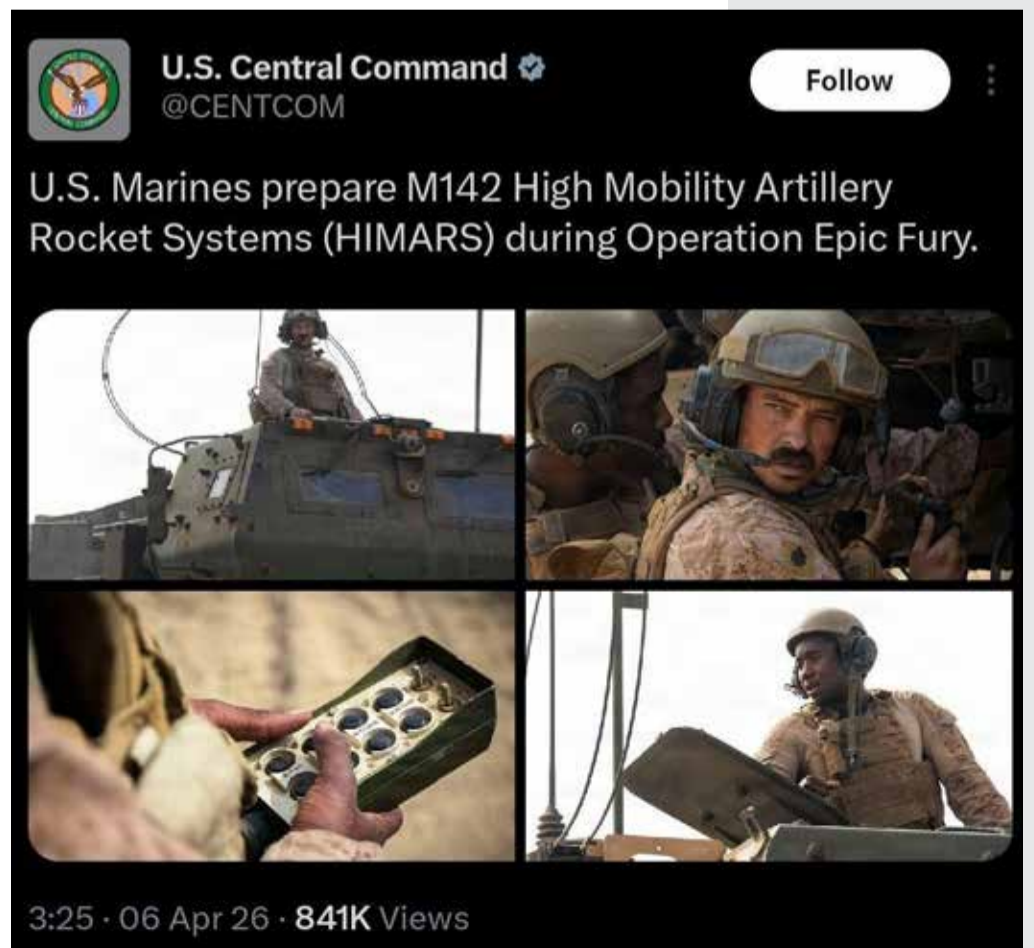 U.S. Central Command
@CENTCOM
Follow
U.S. Marines prepare M142 High Mobility Artillery
Rocket Systems (HIMARS) during Operation Epic Fury.
3:25 · 06 Apr 26 · 841K Views